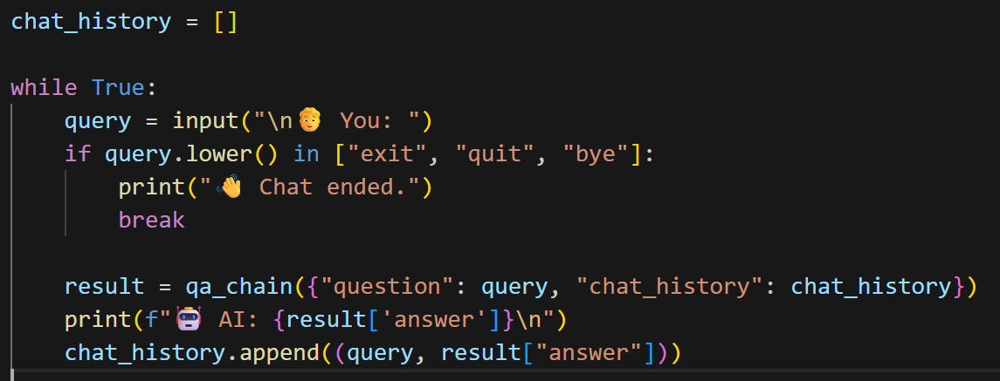 chat_history = []

while True:
    query = input("\n🧑 You: ")
    if query.lower() in ["exit", "quit", "bye"]:
        print("👋 Chat ended.")
        break

    result = qa_chain({"question": query, "chat_history": chat_history})
    print(f"🤖 AI: {result['answer']}\n")
    chat_history.append((query, result["answer"]))